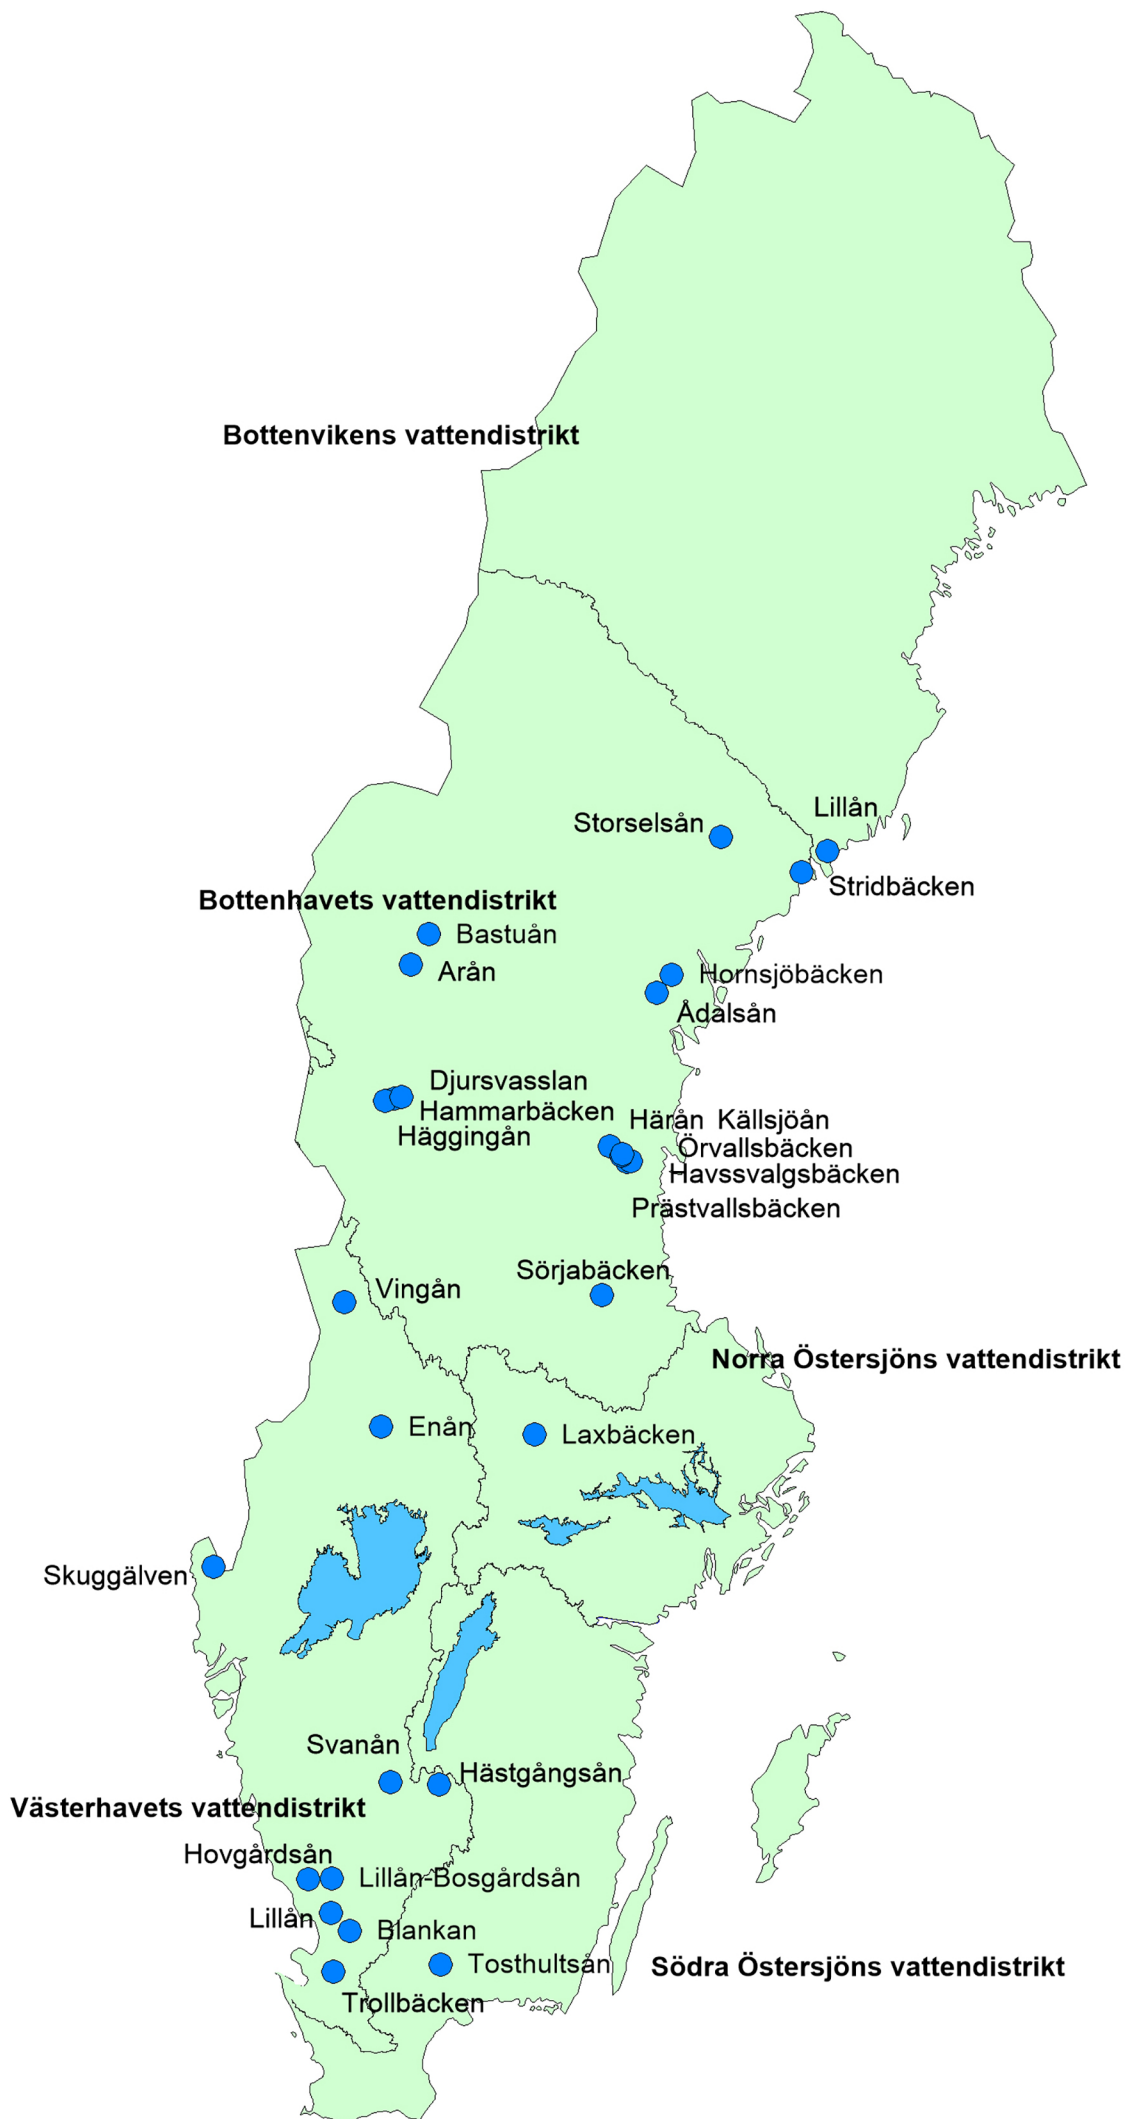 Bottenvikens vattendistrikt
Lillån
Storselsån
Stridbäcken
Bottenhavets vattendistrikt
Bastuån
Arån
Hornsjöbäcken
Ådalsån
Djursvasslan
Hammarbäcken
Häggingån
Härån Källsjöån
Örvallsbäcken
Havssvalgsbäcken
Prästvallsbäcken
Sörjabäcken
Vingån
Norra Östersjöns vattendistrikt
Enån
Laxbäcken
Skuggälven
Svanån
Hästgångsån
Västerhavets vattendistrikt
Hovgårdsån
Lillån-Bosgårdsån
Lillån
Blankan
Tosthultsån
Södra Östersjöns vattendistrikt
Trollbäcken